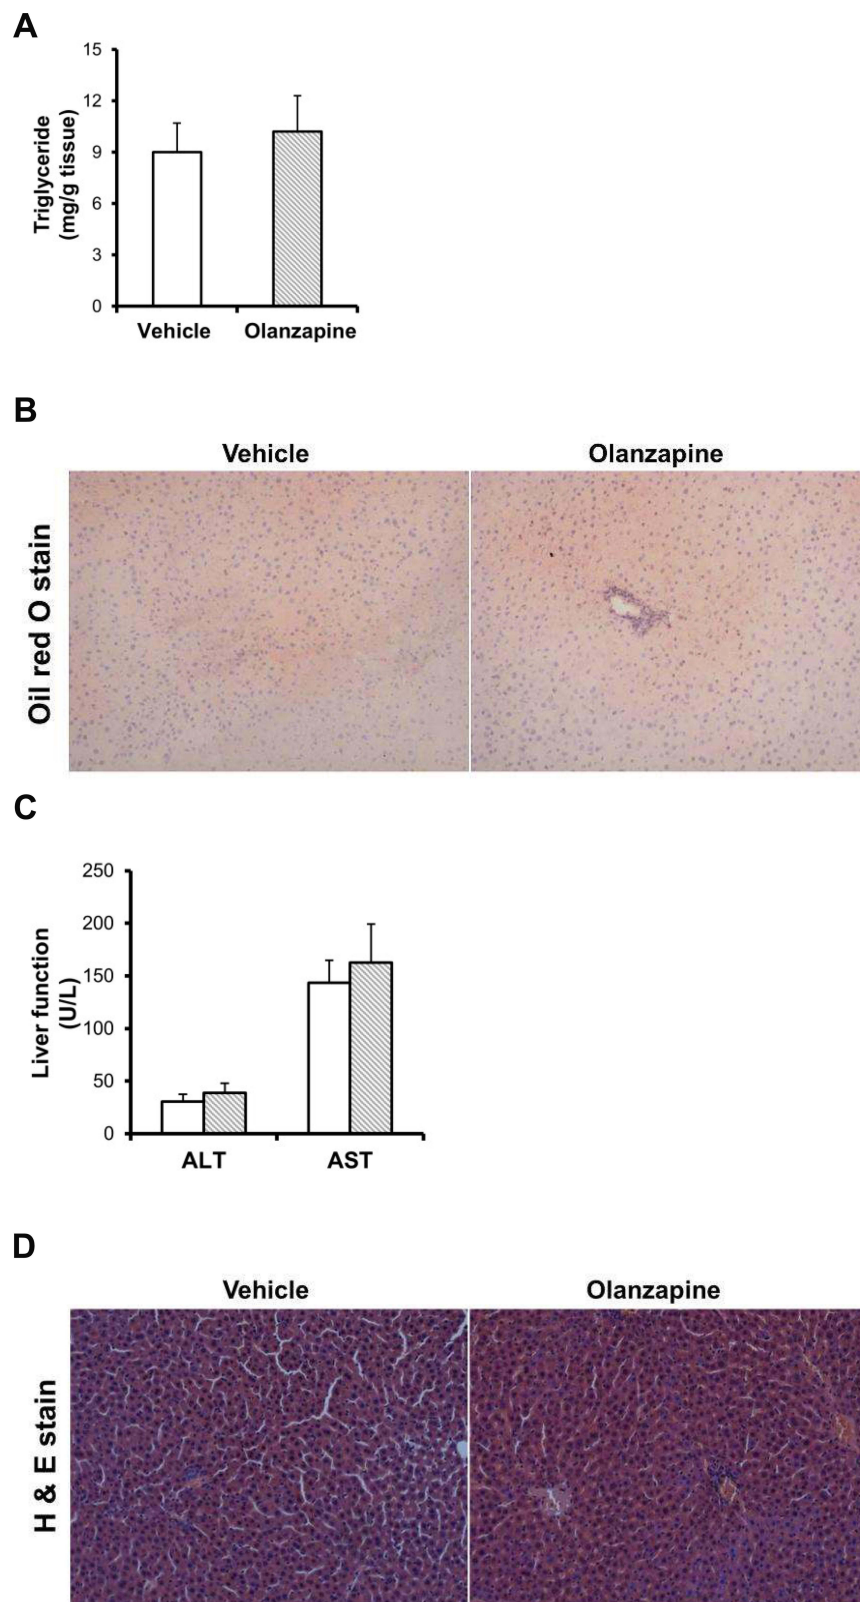 A
15
12
9
6
3
0
Triglyceride
(mg/g tissue)
Vehicle
Olanzapine
B
Vehicle
Olanzapine
Oil red O stain
C
250
200
150
100
50
0
Liver function
(U/L)
ALT
AST
D
Vehicle
Olanzapine
H & E stain